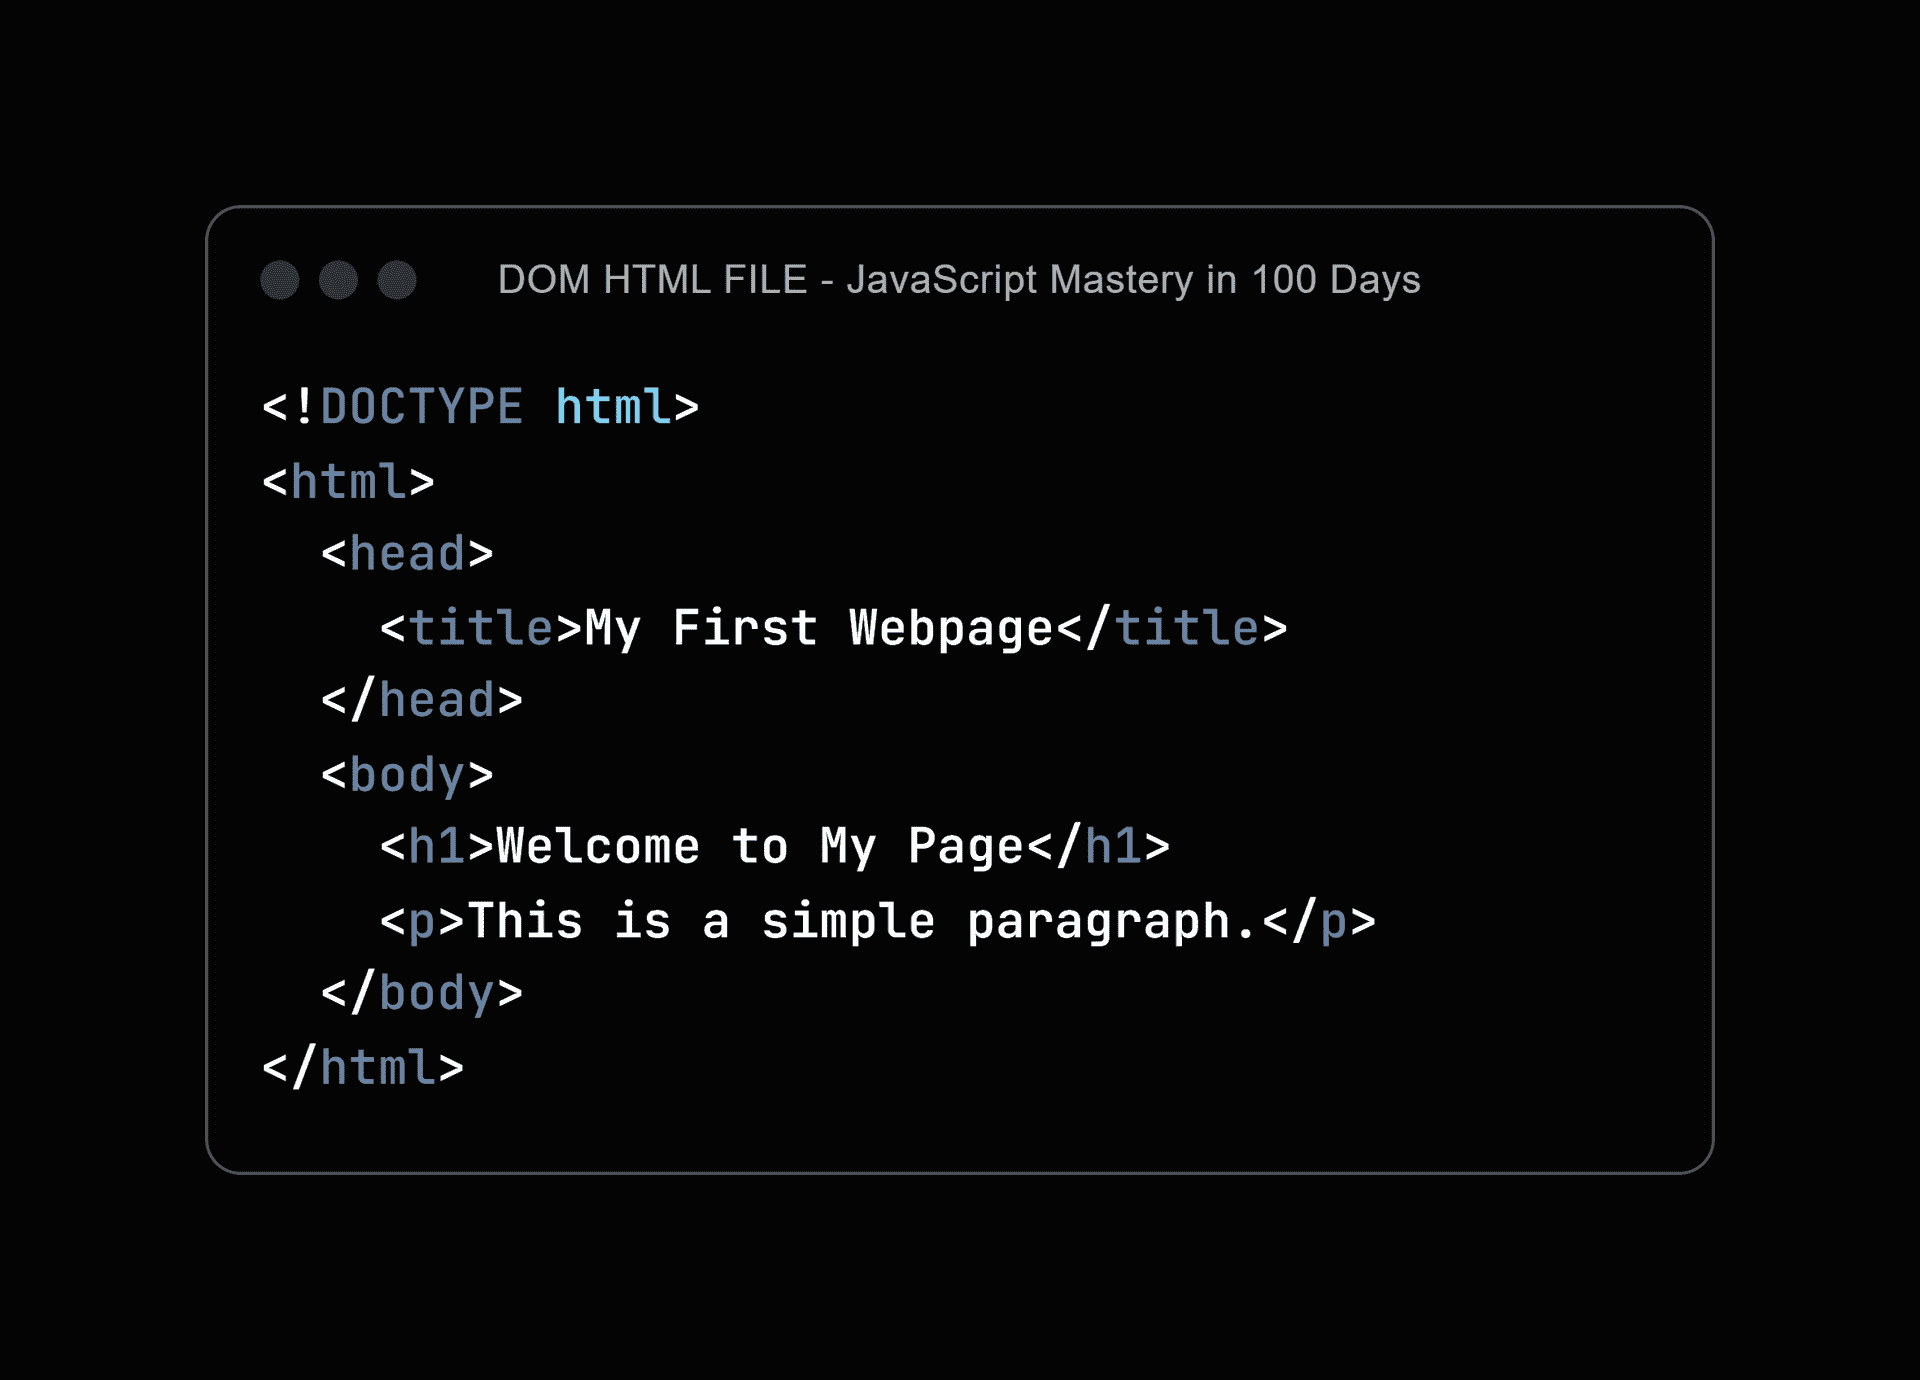 DOM HTML FILE - JavaScript Mastery in 100 Days
<!DOCTYPE html>
<html>
  <head>
    <title>My First Webpage</title>
  </head>
  <body>
    <h1>Welcome to My Page</h1>
    <p>This is a simple paragraph.</p>
  </body>
</html>